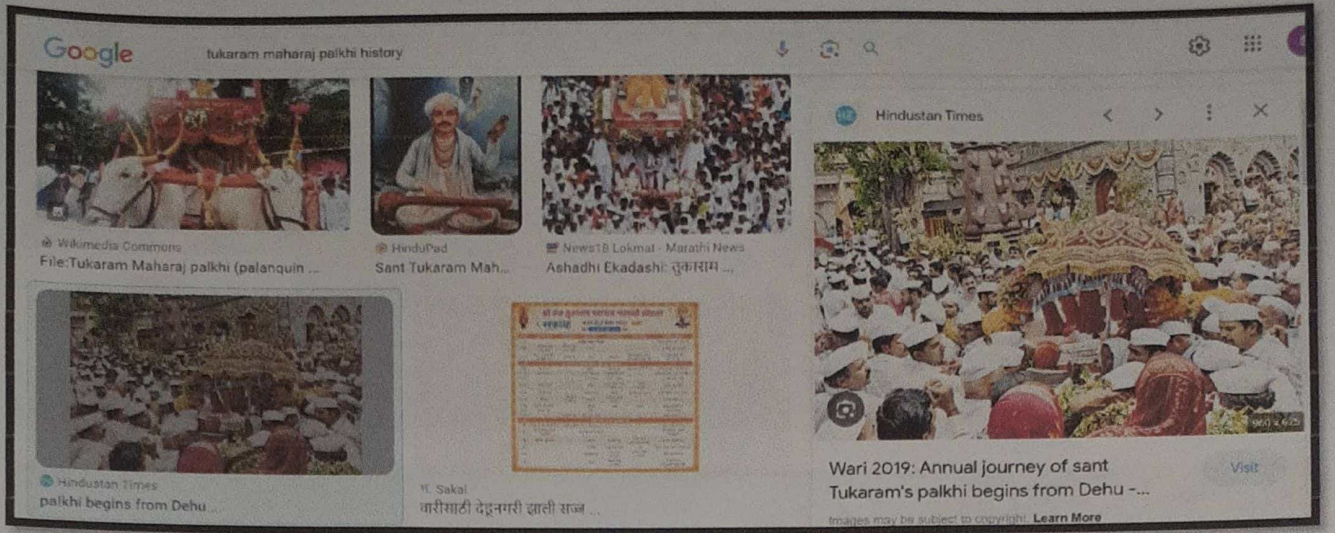 Google
tukaram maharaj palkhi history
Wikimedia Commons
File:Tukaram Maharaj palkhi (palanquin ...
HinduPad
Sant Tukaram Mah...
News18 Lokmat - Marathi News
Ashadhi Ekadashi: तुकाराम ...
Hindustan Times
palkhi begins from Dehu ...
Sakal
वारीसाठी देहूनगरी झाली सज्ज ...
Hindustan Times
960 x 625
Wari 2019: Annual journey of sant
Tukaram's palkhi begins from Dehu -...
Visit
Images may be subject to copyright. Learn More